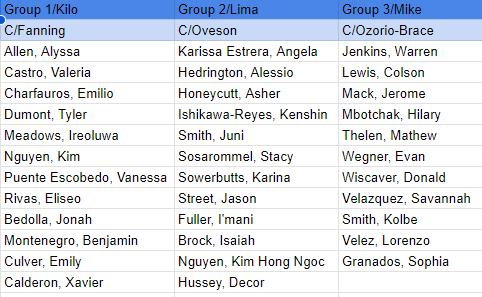 Group 1/Kilo Group 2/Lima Group 3/Mike
C/Fanning C/Oveson C/Ozorio-Brace
Allen, Alyssa Karissa Estrera, Angela Jenkins, Warren
Castro, Valeria Hedrington, Alessio Lewis, Colson
Charfauros, Emilio Honeycutt, Asher Mack, Jerome
Dumont, Tyler Ishikawa-Reyes, Kenshin Mbotchak, Hilary
Meadows, Ireoluwa Smith, Juni Thelen, Mathew
Nguyen, Kim Sosarommel, Stacy Wegner, Evan
Puente Escobedo, Vanessa Sowerbutts, Karina Wiscaver, Donald
Rivas, Eliseo Street, Jason Velazquez, Savannah
Bedolla, Jonah Fuller, I'mani Smith, Kolbe
Montenegro, Benjamin Brock, Isaiah Velez, Lorenzo
Culver, Emily Nguyen, Kim Hong Ngoc Granados, Sophia
Calderon, Xavier Hussey, Decor